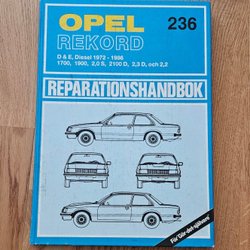 OPEL
236
REKORD
D & E, Diesel 1972 - 1986
1700, 1900, 2,0 S, 2100 D, 2,3 D, och 2,2
REPARATIONSHANDBOK
För 'Gör-det-självare'